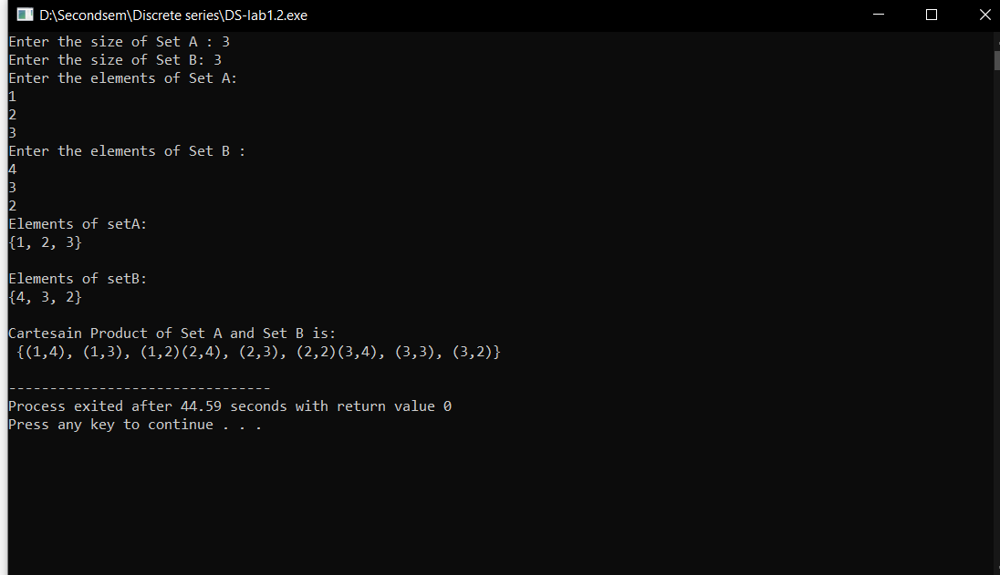 D:\Secondsem\Discrete series\DS-lab1.2.exe
Enter the size of Set A : 3
Enter the size of Set B: 3
Enter the elements of Set A:
1
2
3
Enter the elements of Set B :
4
3
2
Elements of setA:
{1, 2, 3}
Elements of setB:
{4, 3, 2}
Cartesain Product of Set A and Set B is:
{(1,4), (1,3), (1,2)(2,4), (2,3), (2,2)(3,4), (3,3), (3,2)}
--------------------------------
Process exited after 44.59 seconds with return value 0
Press any key to continue . . .